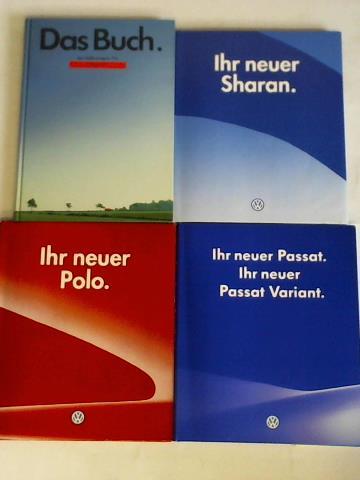 Das Buch.
Ihr neuer
Sharan.
Ihr neuer
Polo.
Ihr neuer Passat.
Ihr neuer
Passat Variant.